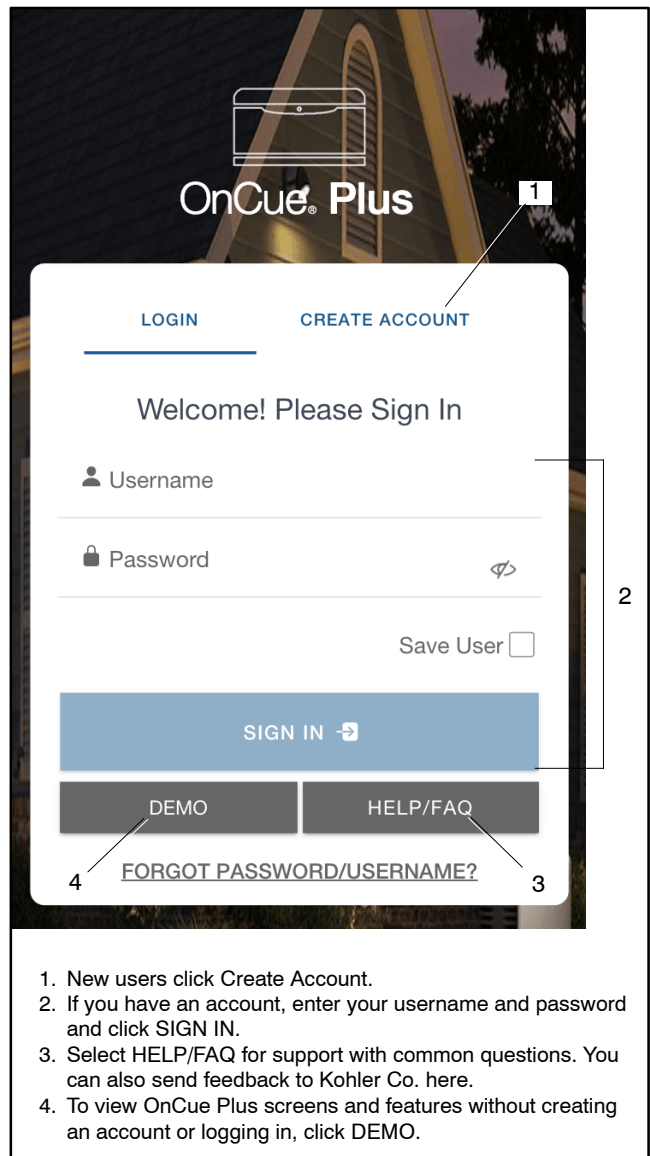 OnCue® Plus
1
LOGIN
CREATE ACCOUNT
Welcome! Please Sign In
Username
Password
2
Save User
SIGN IN
DEMO
HELP/FAQ
4
FORGOT PASSWORD/USERNAME?
3
1. New users click Create Account.
2. If you have an account, enter your username and password
and click SIGN IN.
3. Select HELP/FAQ for support with common questions. You
can also send feedback to Kohler Co. here.
4. To view OnCue Plus screens and features without creating
an account or logging in, click DEMO.